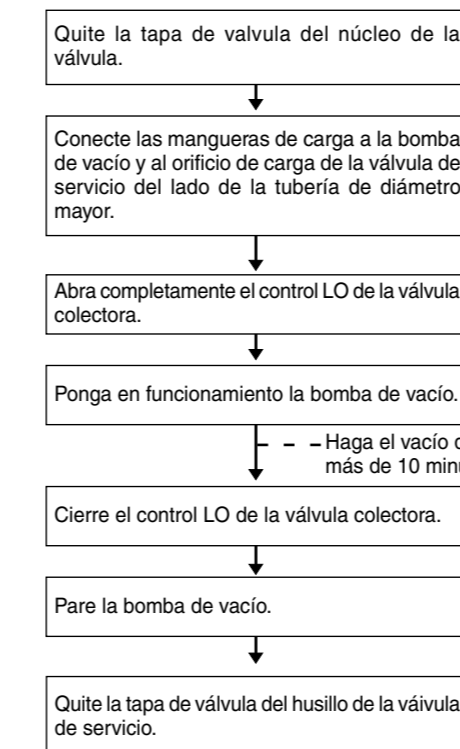 Quite la tapa de valvula del núcleo de la
válvula.
Conecte las mangueras de carga a la bomba
de vacío y al orificio de carga de la válvula de
servicio del lado de la tubería de diámetro
mayor.
Abra completamente el control LO de la válvula
colectora.
Ponga en funcionamiento la bomba de vacío.
Haga el vacío
más de 10
Cierre el control LO de la válvula colectora.
Pare la bomba de vacío.
Quite la tapa de válvula del husillo de la váivula
de servicio.